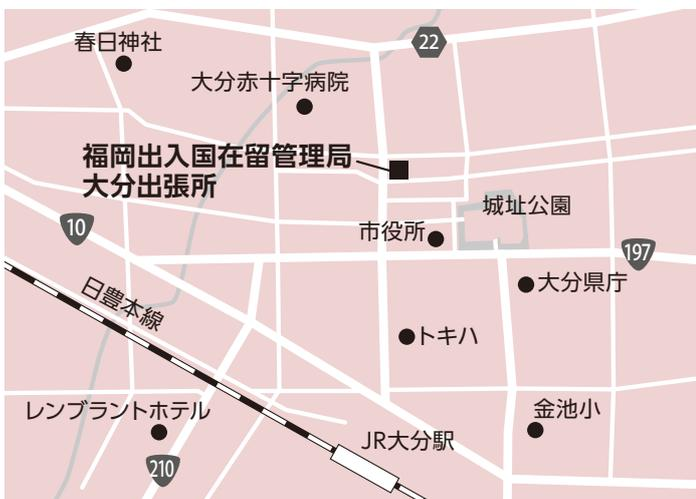 春日神社
22
大分赤十字病院
福岡出入国在留管理局
大分出張所
城址公園
10
市役所
197
大分県庁
日豊本線
トキハ
レンブラントホテル
金池小
JR大分駅
210